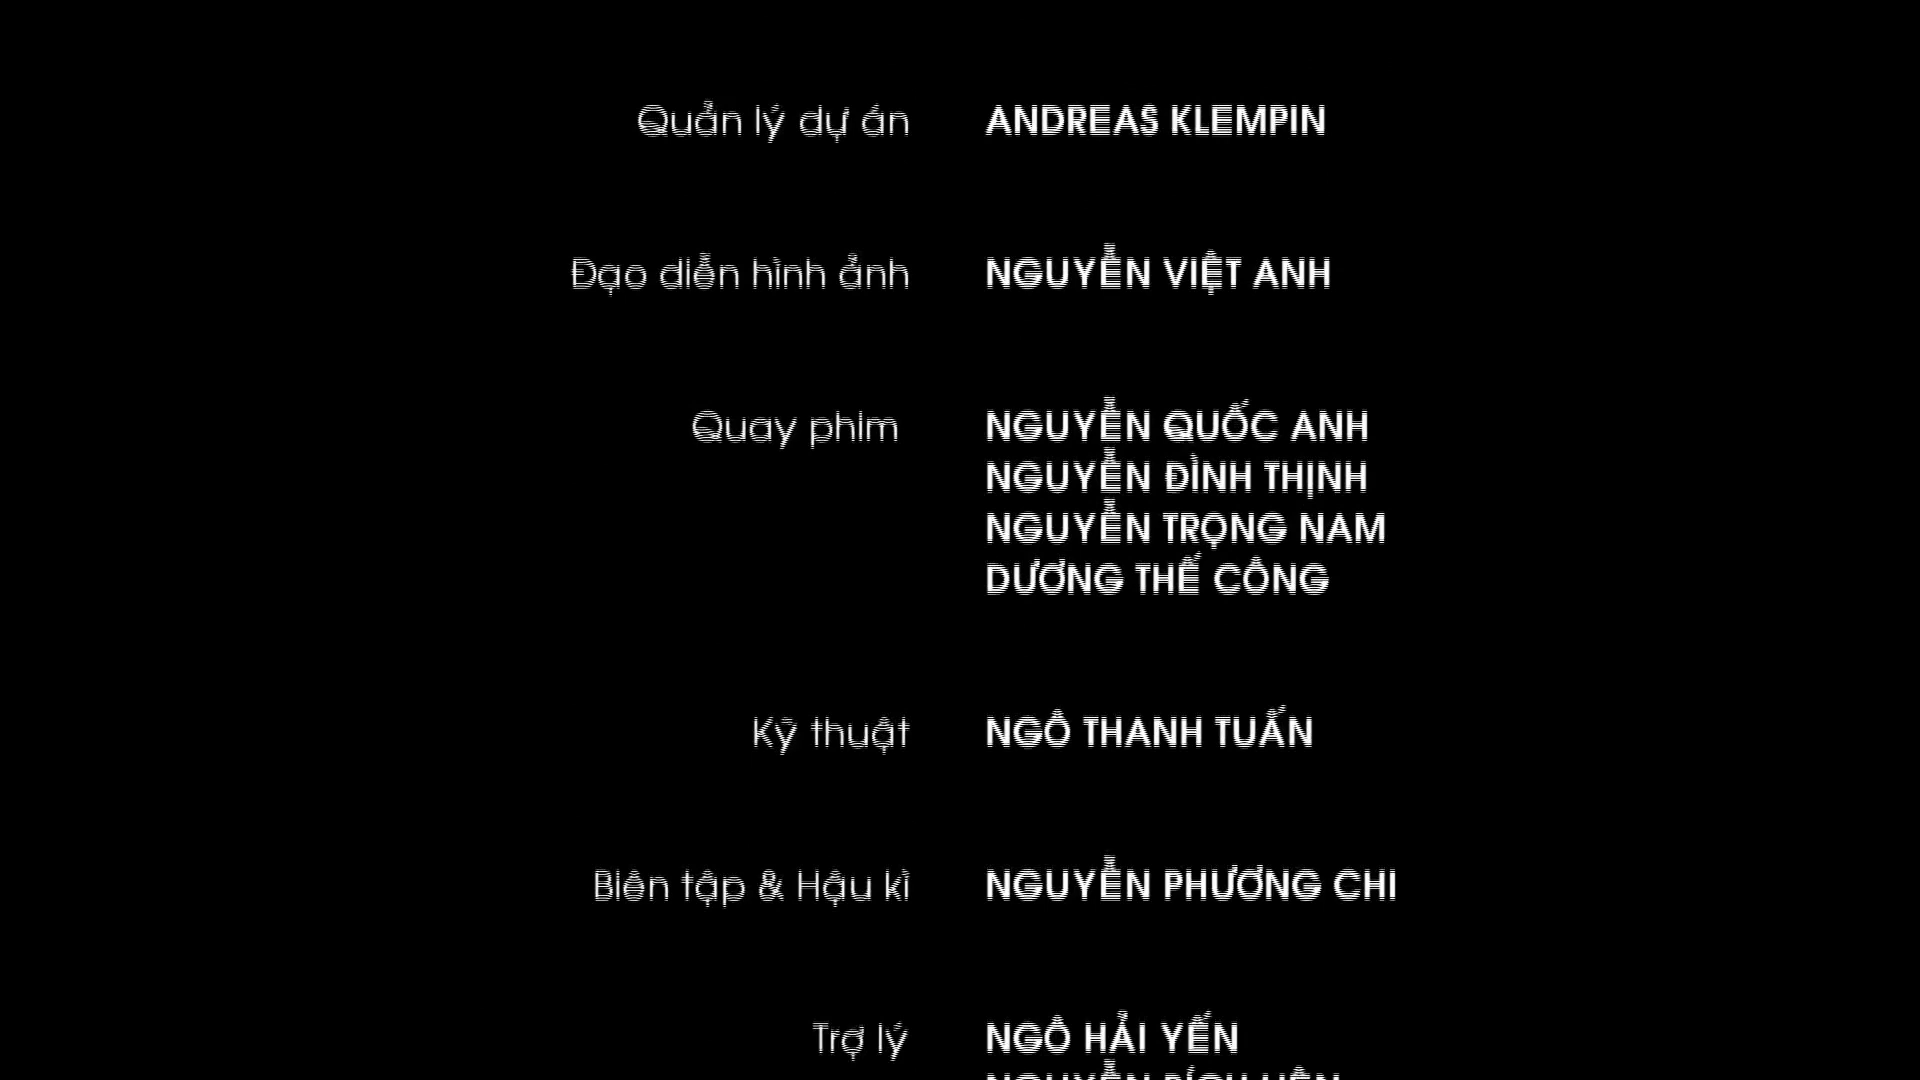 Quản lý dự án ANDREAS KLEMPIN
Đạo diễn hình ảnh NGUYỄN VIỆT ANH
Quay phim NGUYỄN QUỐC ANH
NGUYỄN ĐÌNH THỊNH
NGUYỄN TRỌNG NAM
DƯƠNG THẾ CÔNG
Kỹ thuật NGÔ THANH TUẤN
Biên tập & Hậu kì NGUYỄN PHƯƠNG CHI
Trợ lý NGÔ HẢI YẾN
NGUYỄN BÍCH